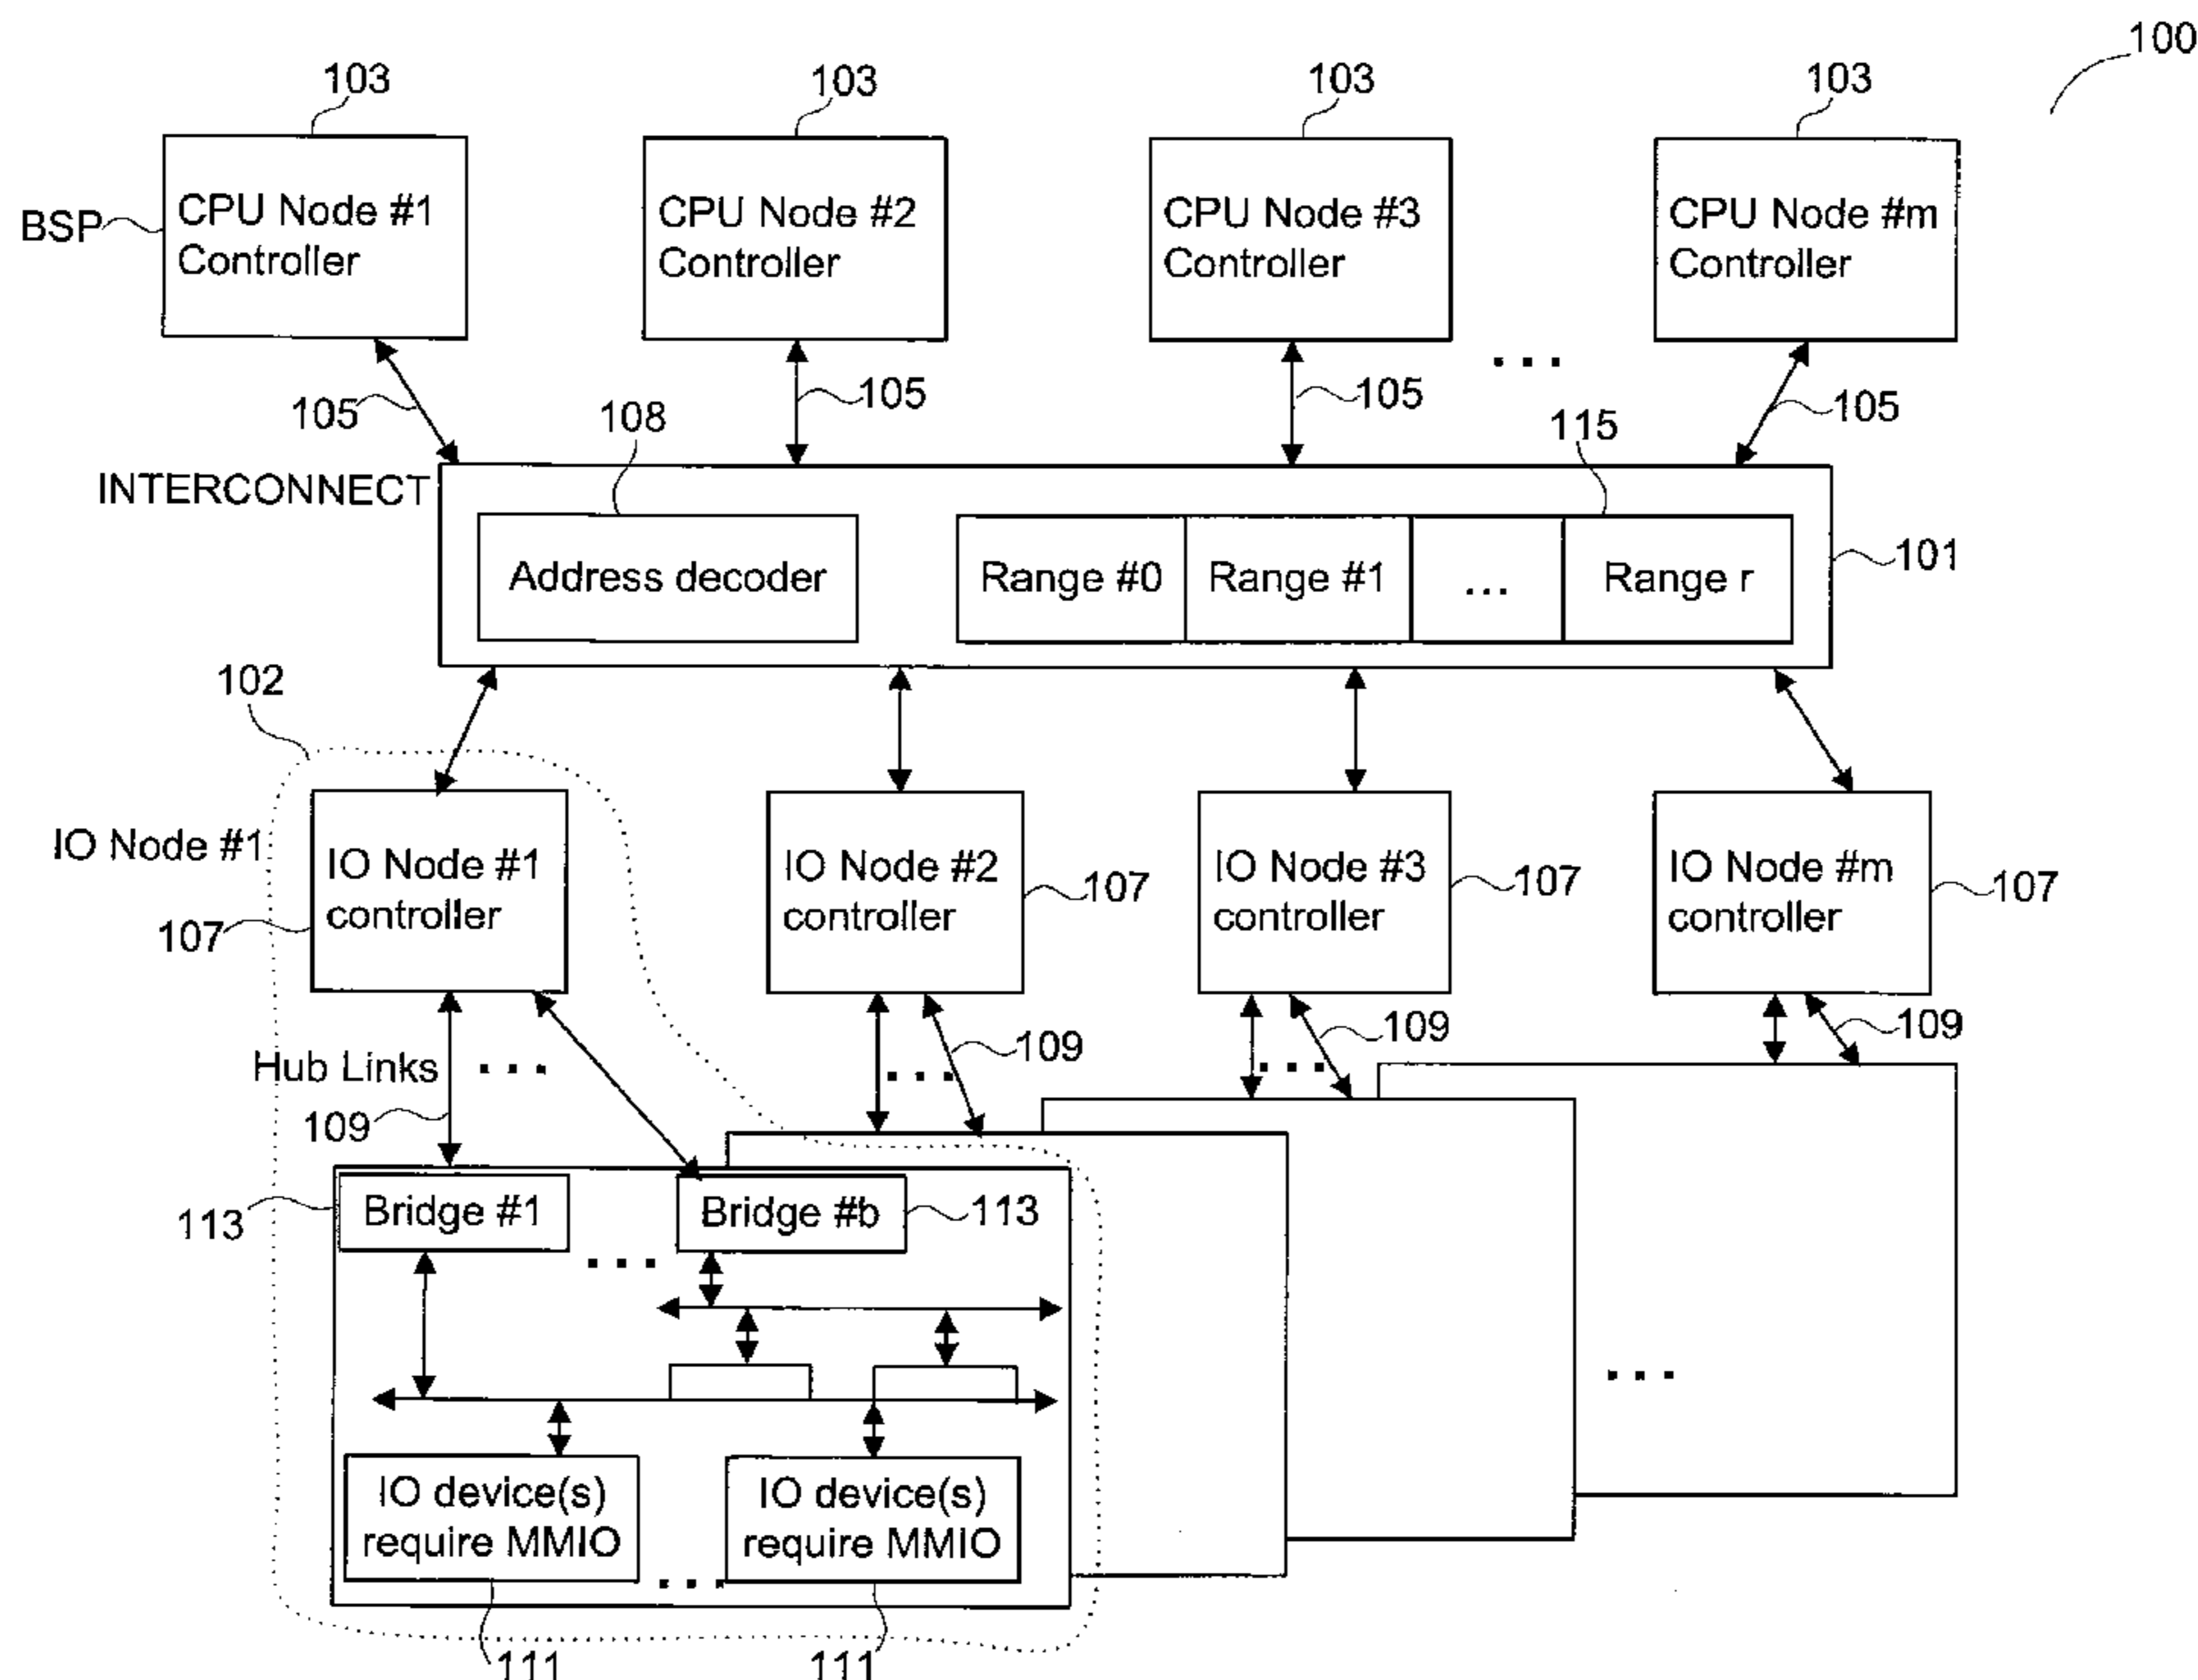 100
103
103
103
103
BSP
CPU Node #1
Controller
CPU Node #2
Controller
CPU Node #3
Controller
CPU Node #m
Controller
...
105
105
105
105
108
115
INTERCONNECT
Address decoder
Range #0
Range #1
...
Range r
101
102
IO Node #1
IO Node #1
controller
107
IO Node #2
controller
107
IO Node #3
controller
107
IO Node #m
controller
107
Hub Links
...
109
...
109
...
109
109
113
Bridge #1
...
Bridge #b
113
...
IO device(s)
require MMIO
...
IO device(s)
require MMIO
111
111